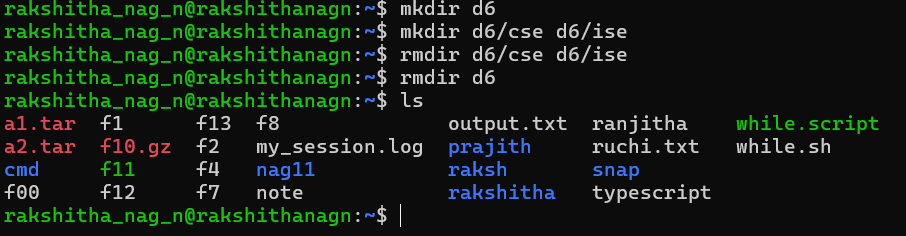 rakshitha_nag_n@rakshithanagn:~$ mkdir d6
rakshitha_nag_n@rakshithanagn:~$ mkdir d6/cse d6/ise
rakshitha_nag_n@rakshithanagn:~$ rmdir d6/cse d6/ise
rakshitha_nag_n@rakshithanagn:~$ rmdir d6
rakshitha_nag_n@rakshithanagn:~$ ls
a1.tar  f1      f13  f8              output.txt  ranjitha    while.script
a2.tar  f10.gz  f2   my_session.log  prajith     ruchi.txt   while.sh
cmd     f11     f4   nag11           raksh       snap
f00     f12     f7   note            rakshitha   typescript
rakshitha_nag_n@rakshithanagn:~$